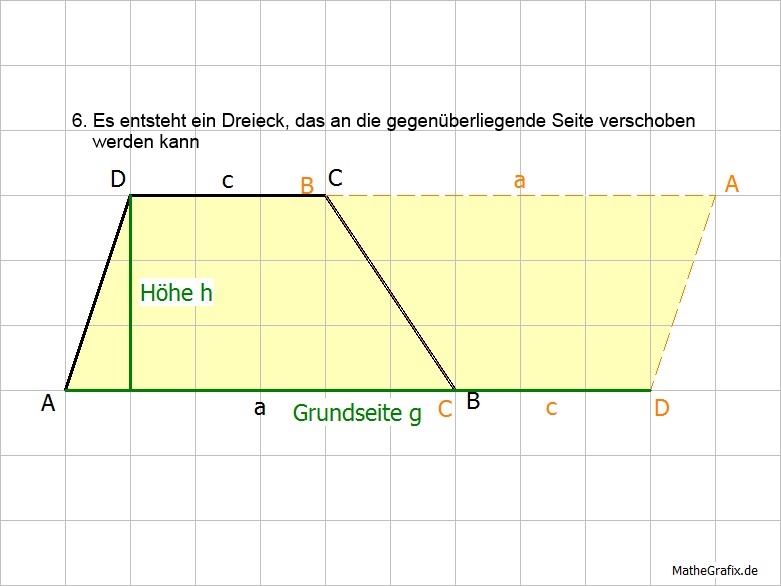 6. Es entsteht ein Dreieck, das an die gegenüberliegende Seite verschoben
werden kann
D c B C a A
Höhe h
A a Grundseite g C B c D
MatheGrafix.de